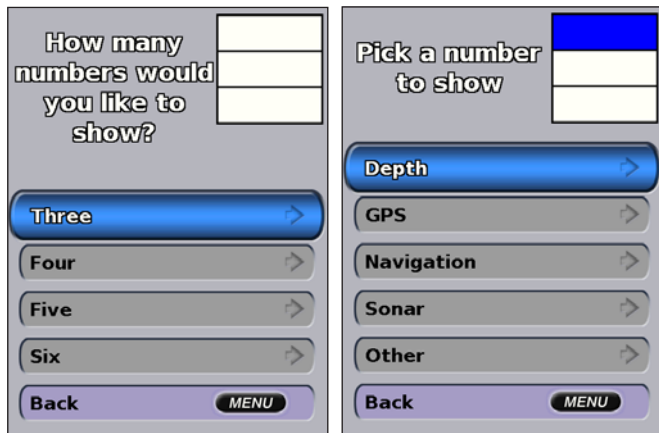 How many
numbers would
you like to
show?
Three
Four
Five
Six
Back MENU
Pick a number
to show
Depth
GPS
Navigation
Sonar
Other
Back MENU